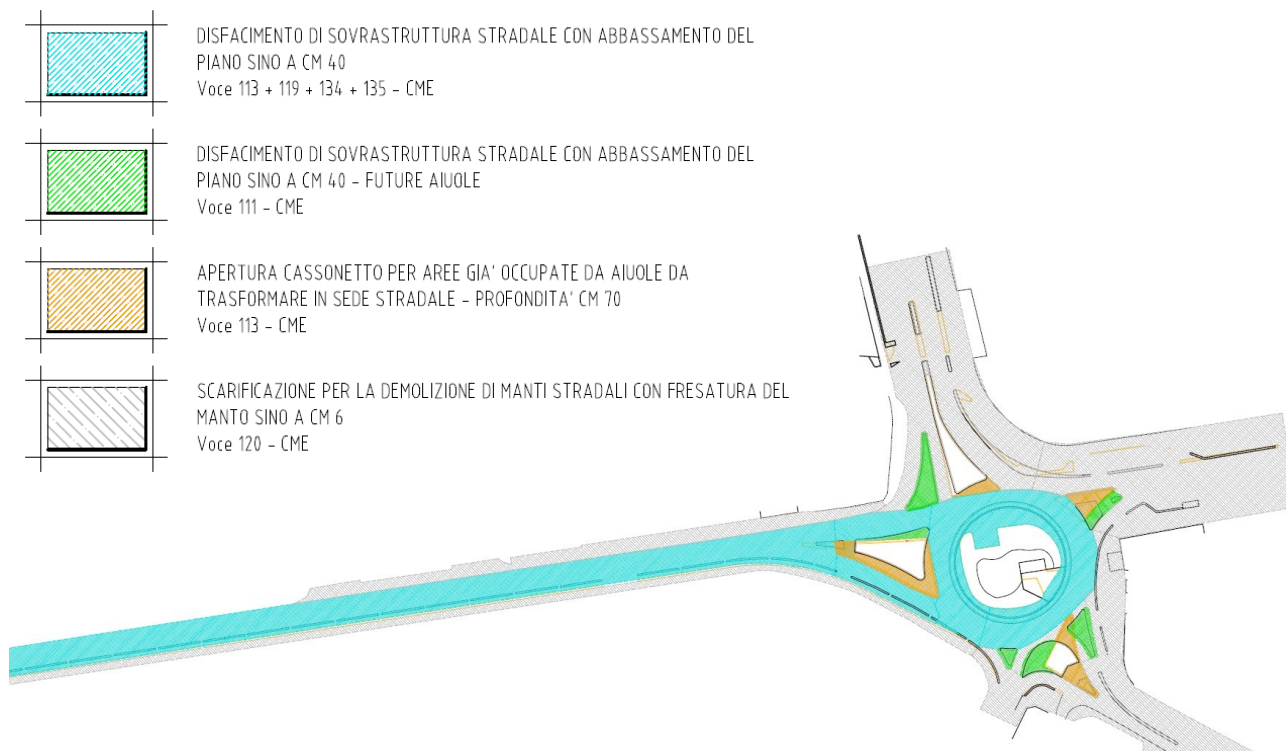 DISFACIMENTO DI SOVRASTRUTTURA STRADALE CON ABBASSAMENTO DEL
PIANO SINO A CM 40
Voce 113 + 119 + 134 + 135 - CME
DISFACIMENTO DI SOVRASTRUTTURA STRADALE CON ABBASSAMENTO DEL
PIANO SINO A CM 40 - FUTURE AIUOLE
Voce 111 - CME
APERTURA CASSONETTO PER AREE GIA' OCCUPATE DA AIUOLE DA
TRASFORMARE IN SEDE STRADALE - PROFONDITA' CM 70
Voce 113 - CME
SCARIFICAZIONE PER LA DEMOLIZIONE DI MANTI STRADALI CON FRESATURA DEL
MANTO SINO A CM 6
Voce 120 - CME